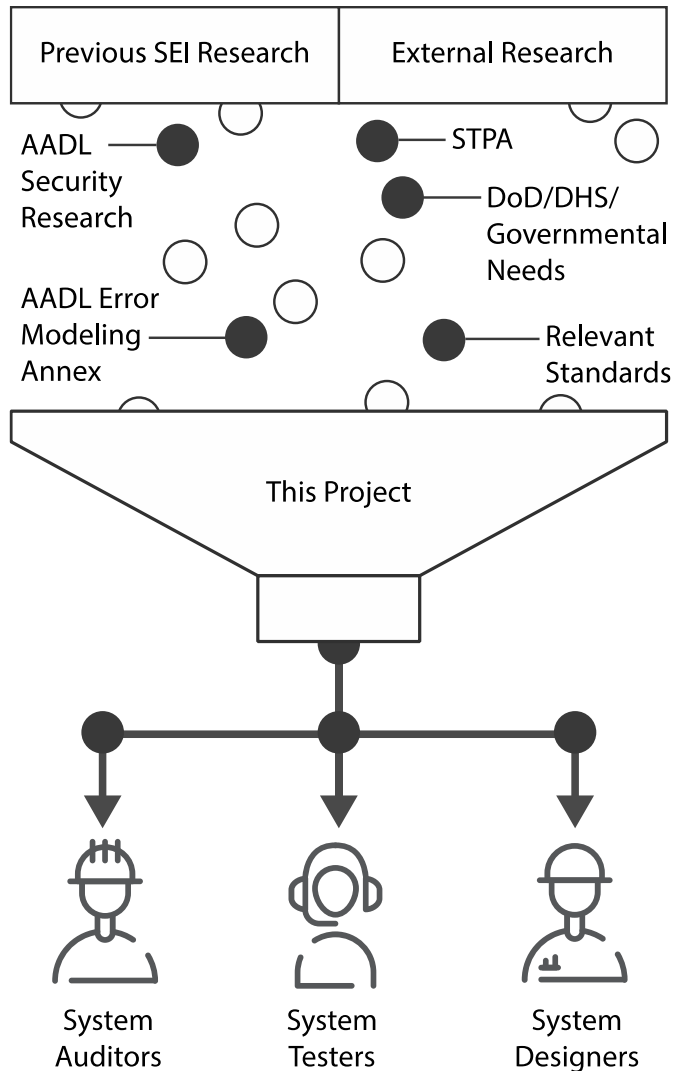 Previous SEI Research
External Research
AADL
Security
Research
STPA
DoD/DHS/
Governmental
Needs
AADL Error
Modeling
Annex
Relevant
Standards
This Project
System
Auditors
System
Testers
System
Designers